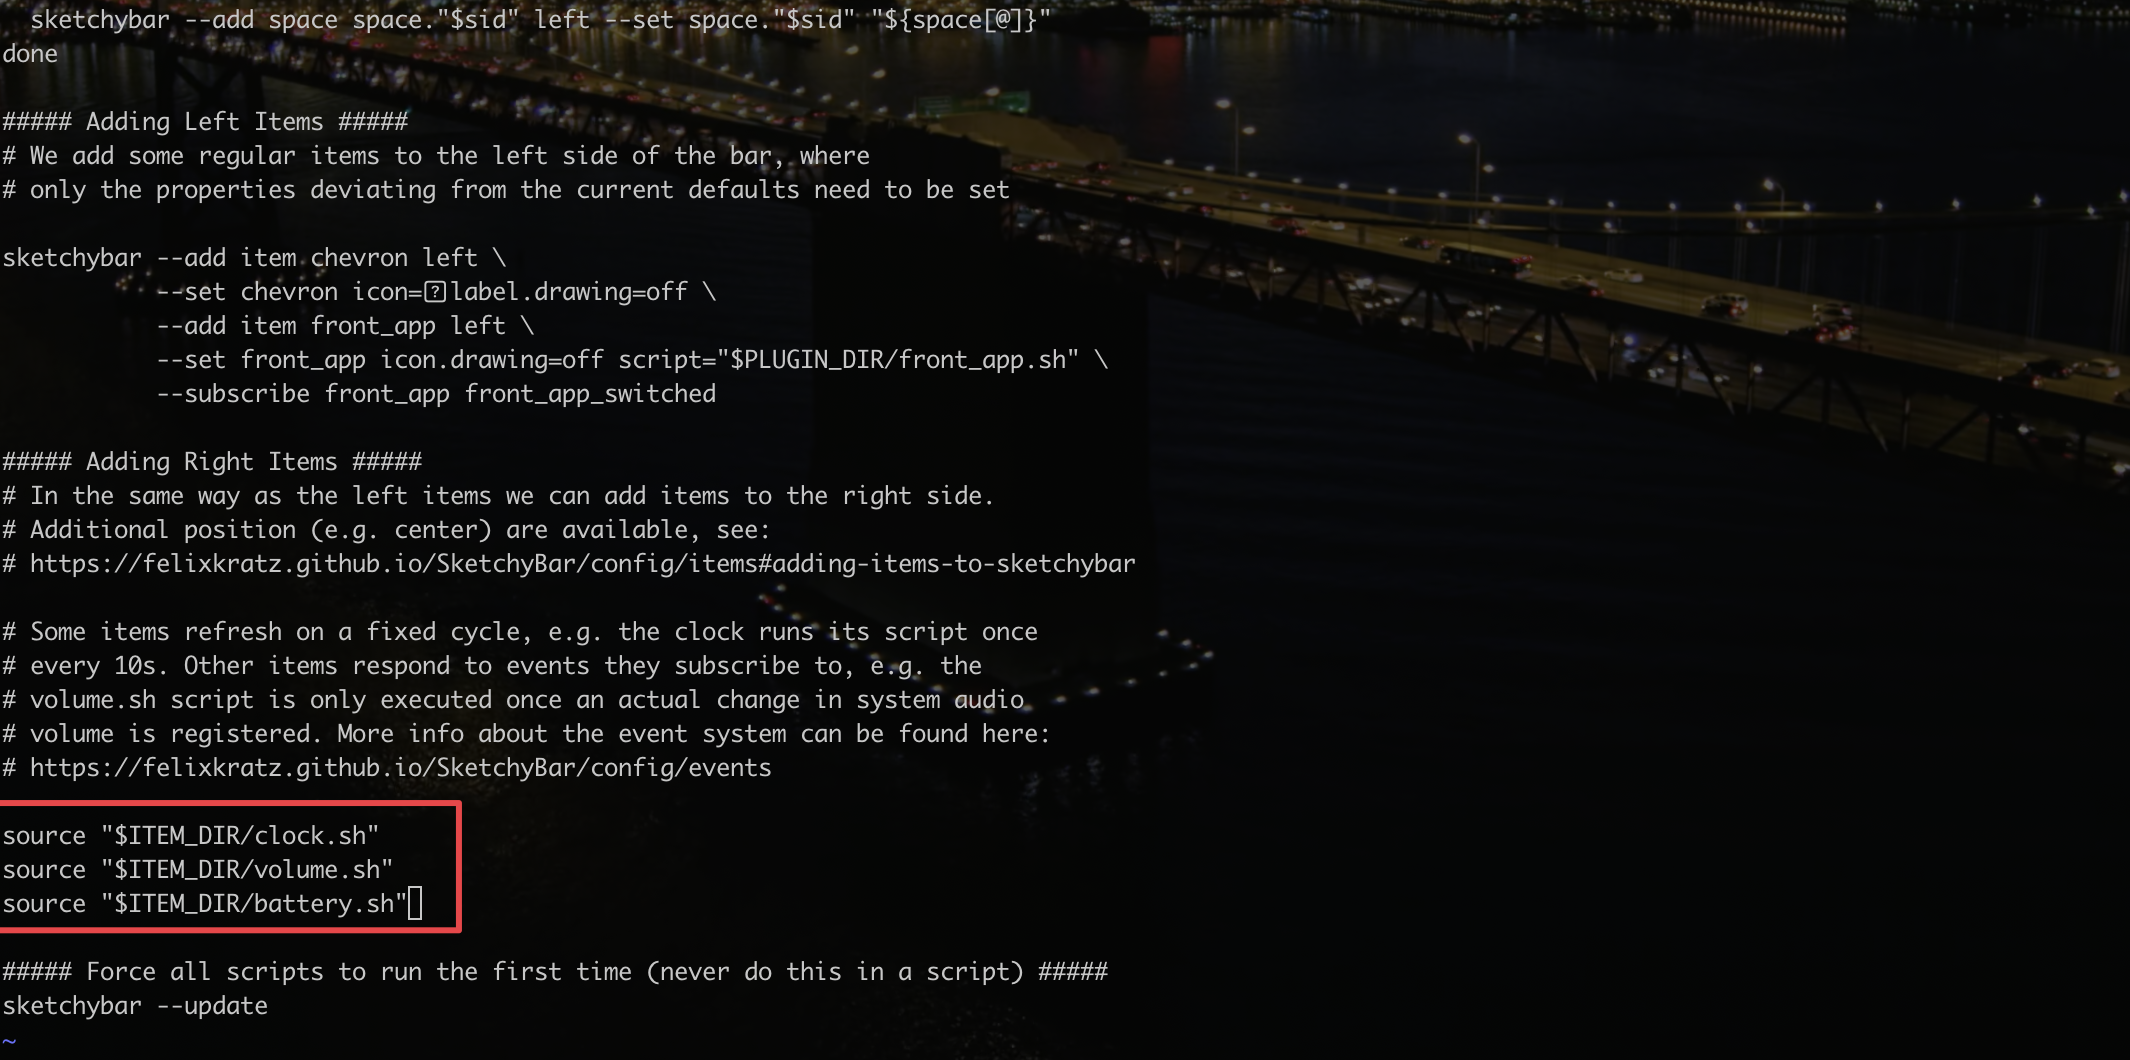 sketchybar --add space space."$sid" left --set space."$sid" "${space[@]}"
done

##### Adding Left Items #####
# We add some regular items to the left side of the bar, where
# only the properties deviating from the current defaults need to be set

sketchybar --add item chevron left \
           --set chevron icon=⍰label.drawing=off \
           --add item front_app left \
           --set front_app icon.drawing=off script="$PLUGIN_DIR/front_app.sh" \
           --subscribe front_app front_app_switched

##### Adding Right Items #####
# In the same way as the left items we can add items to the right side.
# Additional position (e.g. center) are available, see:
# https://felixkratz.github.io/SketchyBar/config/items#adding-items-to-sketchybar

# Some items refresh on a fixed cycle, e.g. the clock runs its script once
# every 10s. Other items respond to events they subscribe to, e.g. the
# volume.sh script is only executed once an actual change in system audio
# volume is registered. More info about the event system can be found here:
# https://felixkratz.github.io/SketchyBar/config/events

source "$ITEM_DIR/clock.sh"
source "$ITEM_DIR/volume.sh"
source "$ITEM_DIR/battery.sh"

##### Force all scripts to run the first time (never do this in a script) #####
sketchybar --update
~